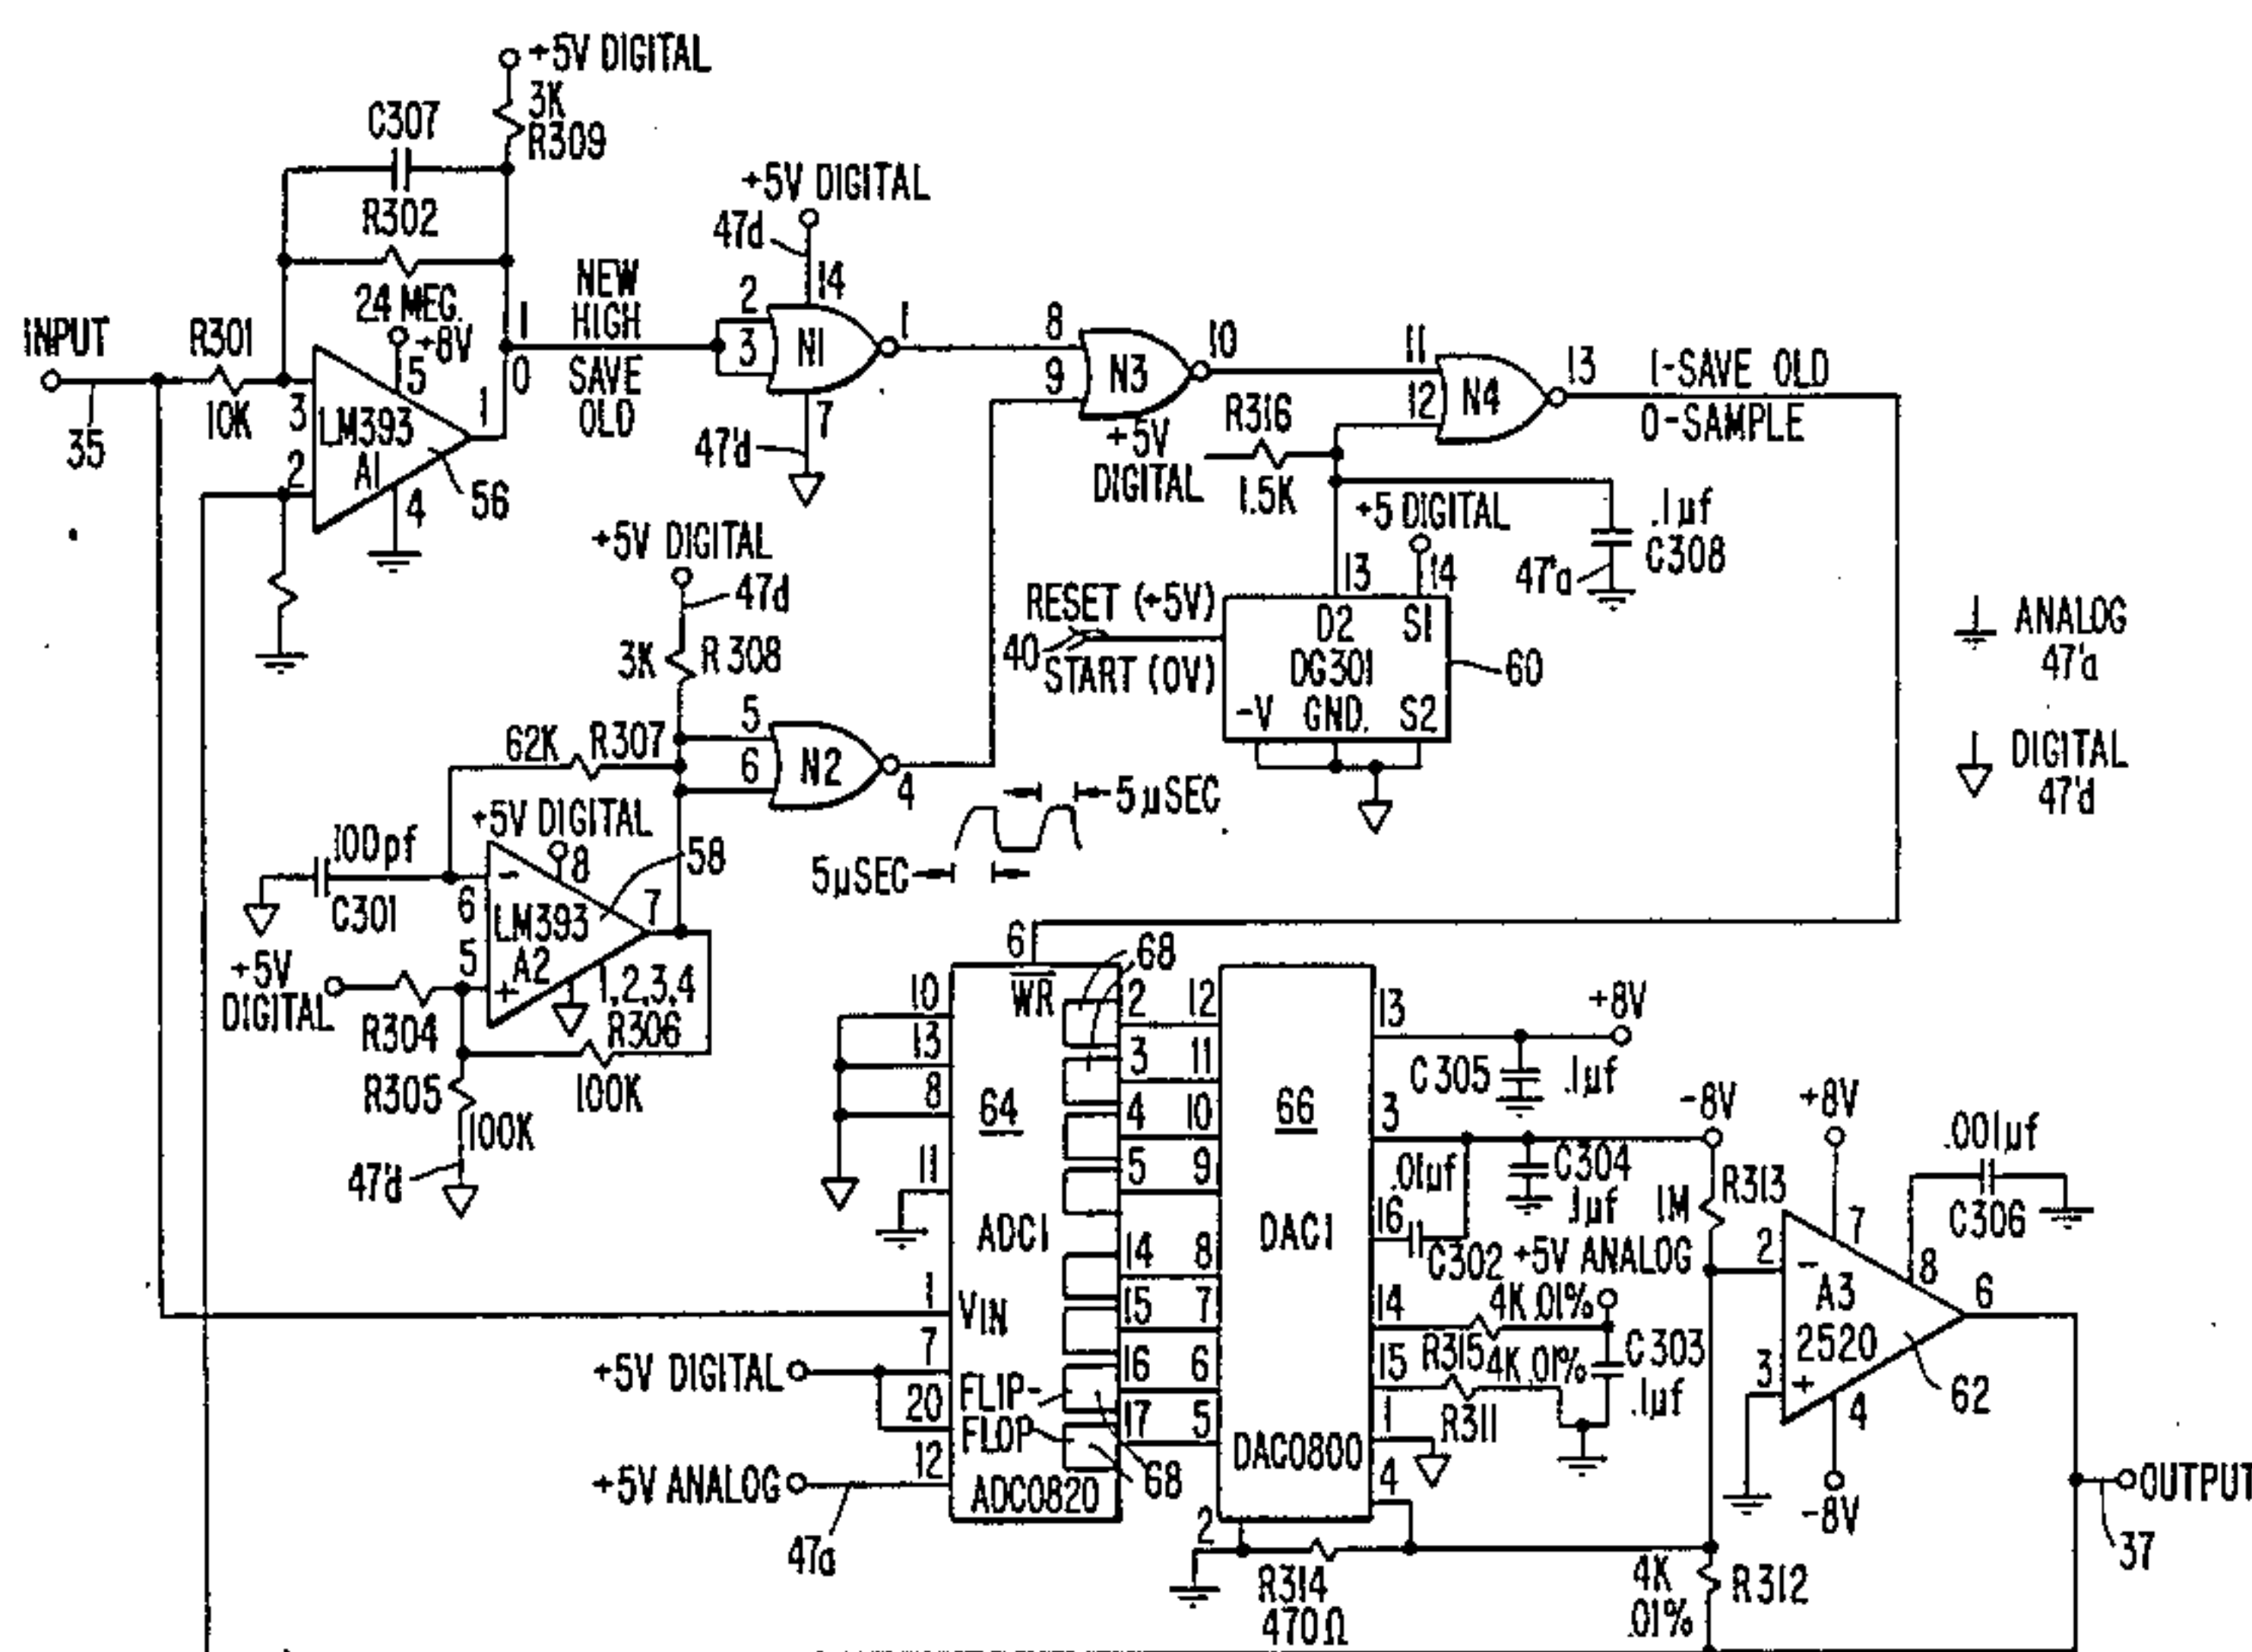 +5V DIGITAL
3K
R309
C307
R302
24 MEG.
+8V
5
INPUT
R301
10K
35
3
2
LM393
A1
1
4
56
1
0
NEW
HIGH
SAVE
OLD
+5V DIGITAL
47d
14
2
3
N1
1
7
47'd
8
9
N3
10
11
12
N4
13
1-SAVE OLD
0-SAMPLE
R316
1.5K
+5V
DIGITAL
+5 DIGITAL
.1µf
C308
47'a
13
14
RESET (+5V)
40
START (0V)
D2
S1
DG301
-V
GND.
S2
60
ANALOG
47'a
DIGITAL
47'd
+5V DIGITAL
47d
3K
R308
62K
R307
5
6
N2
4
5µSEC
5µSEC
+5V DIGITAL
8
58
100pf
C301
6
5
-
+
LM393
A2
7
+5V
DIGITAL
R304
1,2,3,4
R306
100K
R305
100K
47'd
6
WR
68
10
13
8
11
64
ADC1
1
VIN
7
20
12
FLIP-
FLOP
ADC0820
68
+5V DIGITAL
+5V ANALOG
47a
2
3
4
5
14
15
16
17
12
11
10
9
8
7
6
5
66
DAC1
DAC0800
13
3
16
14
15
1
4
2
+8V
C305
.1µf
-8V
.01µf
C304
.1µf
C302
+5V ANALOG
4K .01%
R315
4K .01%
C303
.1µf
R311
R314
470Ω
1M
R313
+8V
.001µf
C306
2
-
7
8
A3
2520
6
3
+
4
62
-8V
4K
.01%
R312
OUTPUT
37